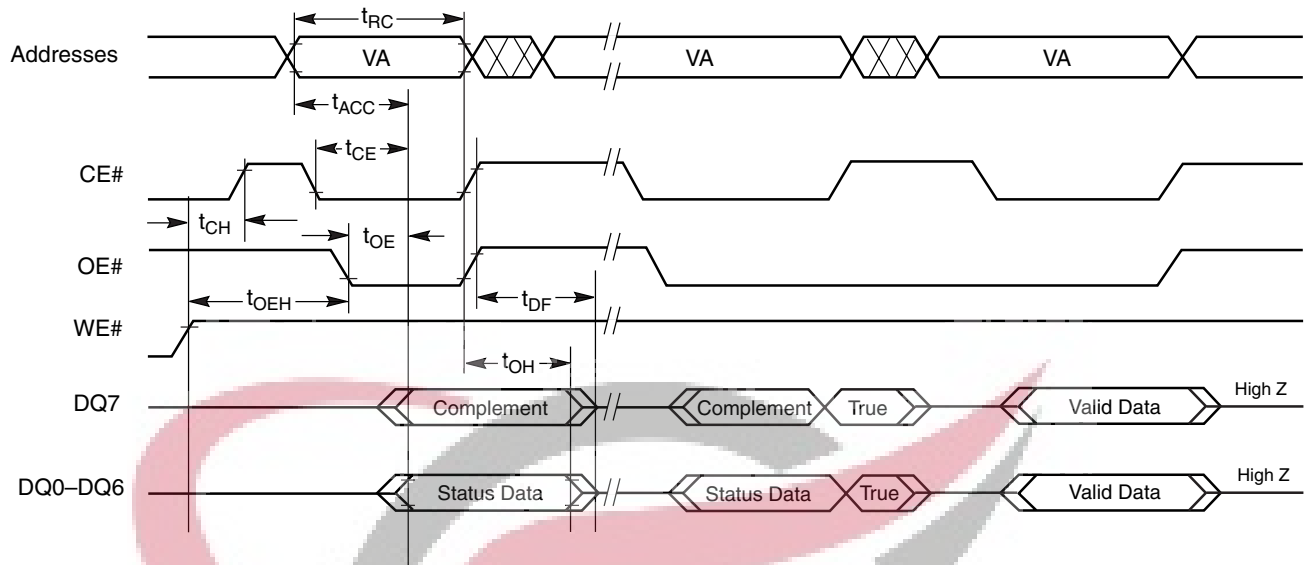 Addresses
tRC
VA
VA
VA
tACC
tCE
CE#
tCH
tOE
OE#
tOEH
tDF
WE#
tOH
DQ7
Complement
Complement
True
Valid Data
High Z
DQ0–DQ6
Status Data
Status Data
True
Valid Data
High Z